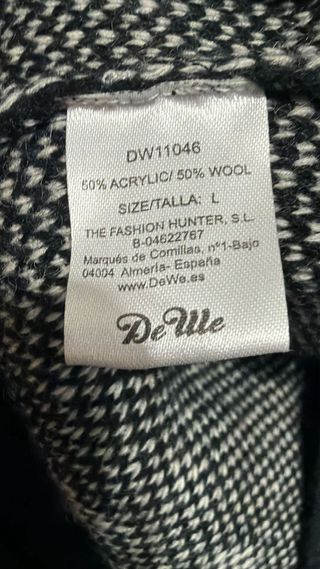 DW11046
50% ACRYLIC/ 50% WOOL
SIZE/TALLA: L
THE FASHION HUNTER, S.L.
B-04622767
Marqués de Comillas, nº1-Bajo
04004 Almería- España
www.DeWe.es
DeWe